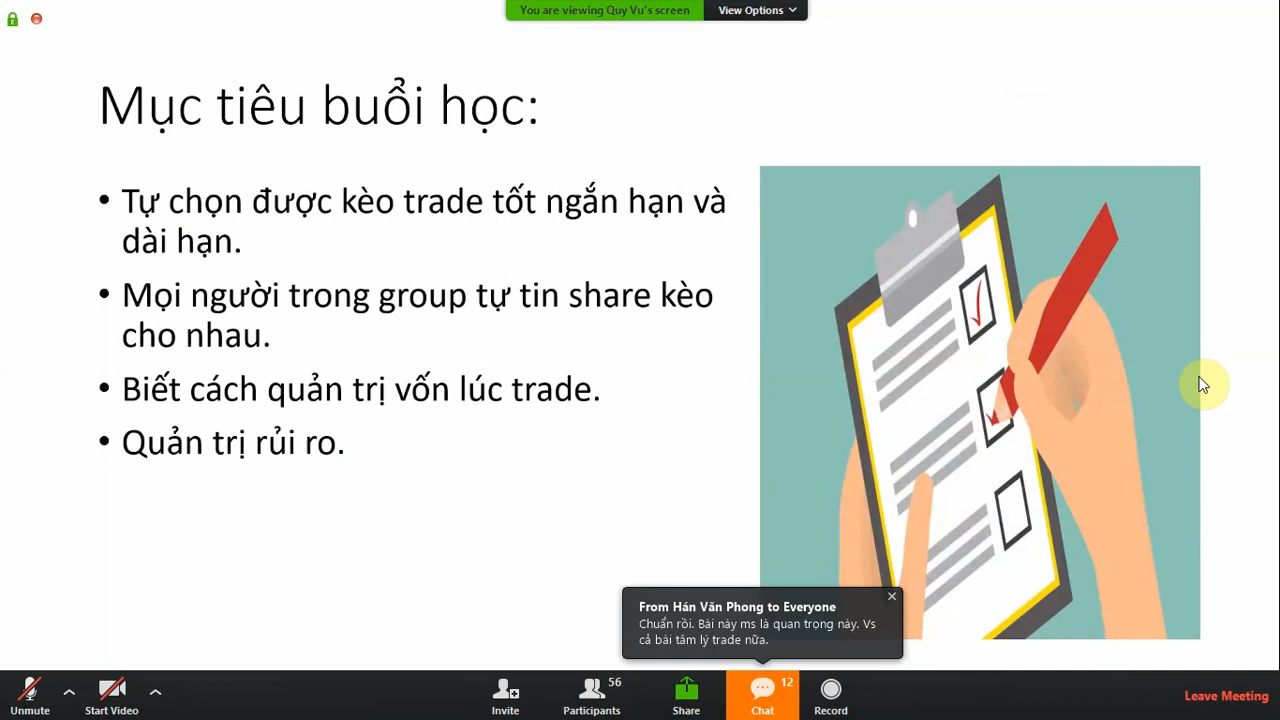 You are viewing Quy Vu's screen
View Options
Mục tiêu buổi học:
• Tự chọn được kèo trade tốt ngắn hạn và
dài hạn.
• Mọi người trong group tự tin share kèo
cho nhau.
• Biết cách quản trị vốn lúc trade.
• Quản trị rủi ro.
From Hán Văn Phong to Everyone
Chuẩn rồi. Bài này ms là quan trọng này. Vs
cả bài tâm lý trade nữa.
Unmute
Start Video
Invite
56
Participants
Share
12
Chat
Record
Leave Meeting